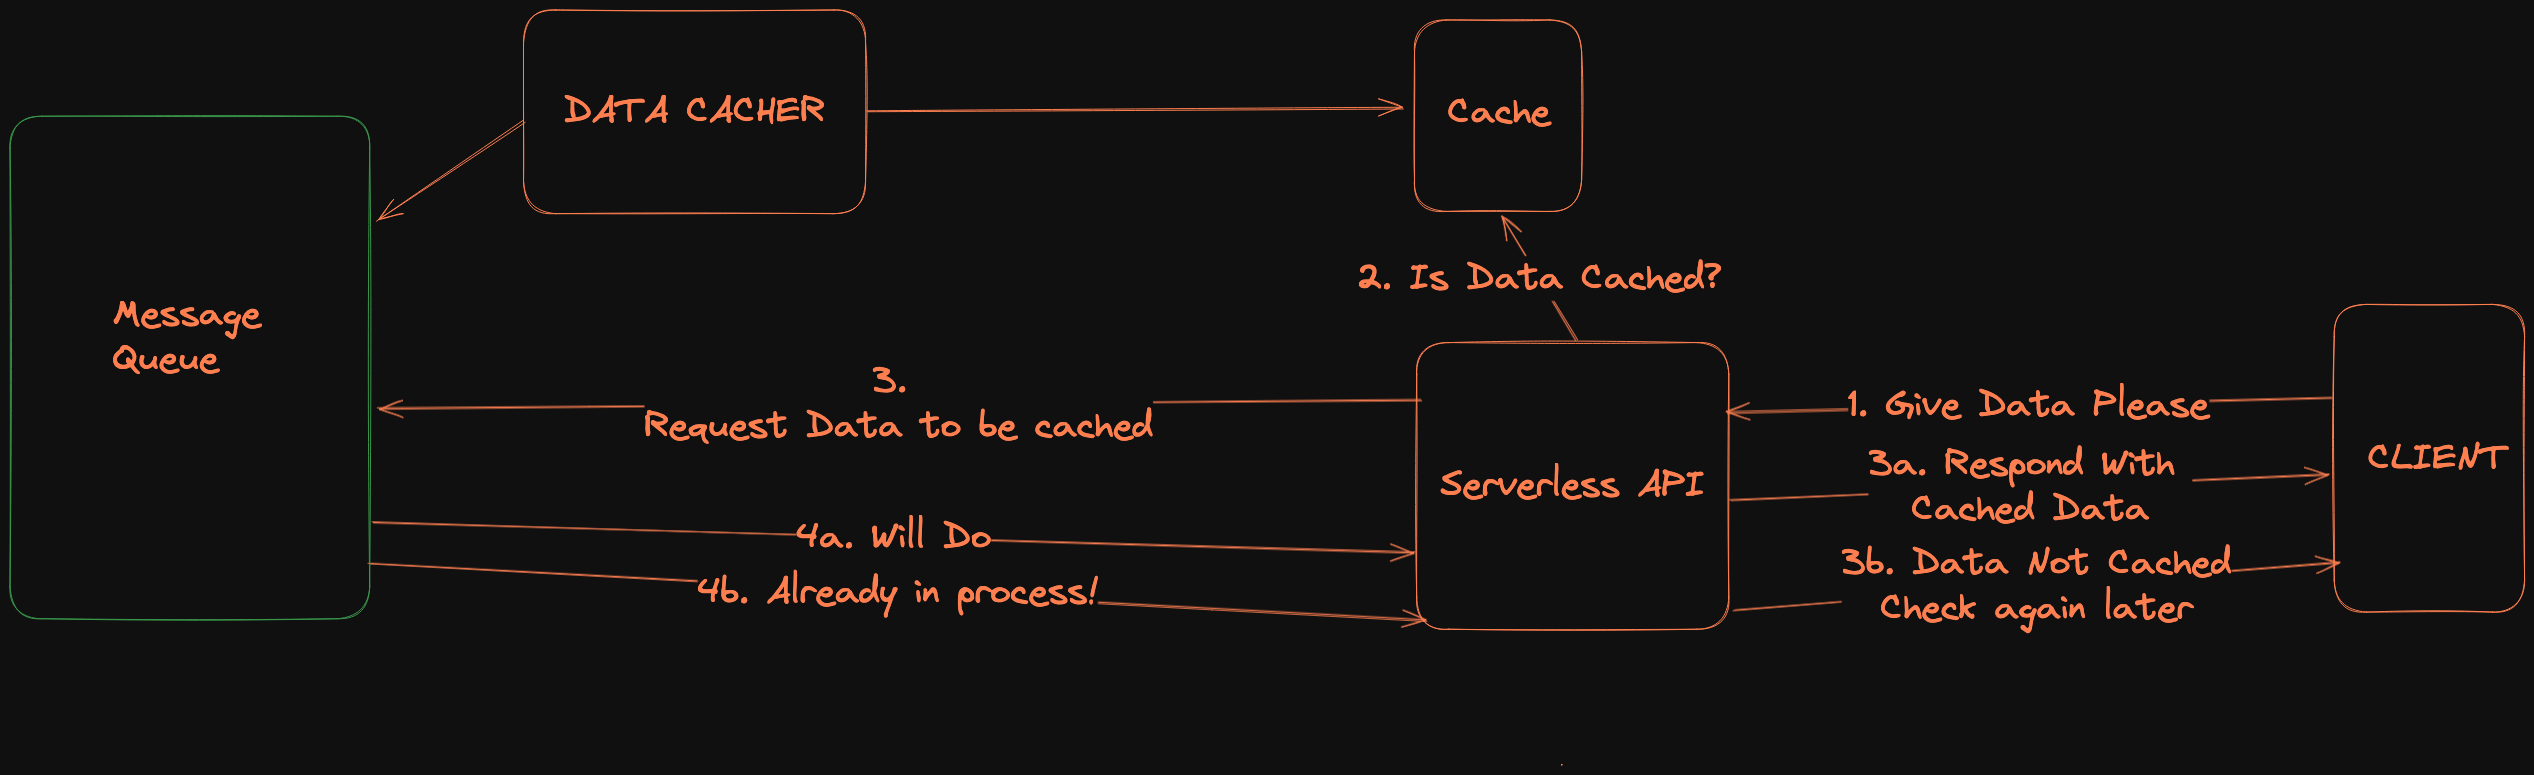 DATA CACHER
Cache
Message
Queue
2. Is Data Cached?
3.
Request Data to be cached
4a. Will Do
4b. Already in process!
Serverless API
1. Give Data Please
3a. Respond With
Cached Data
3b. Data Not Cached
Check again later
CLIENT